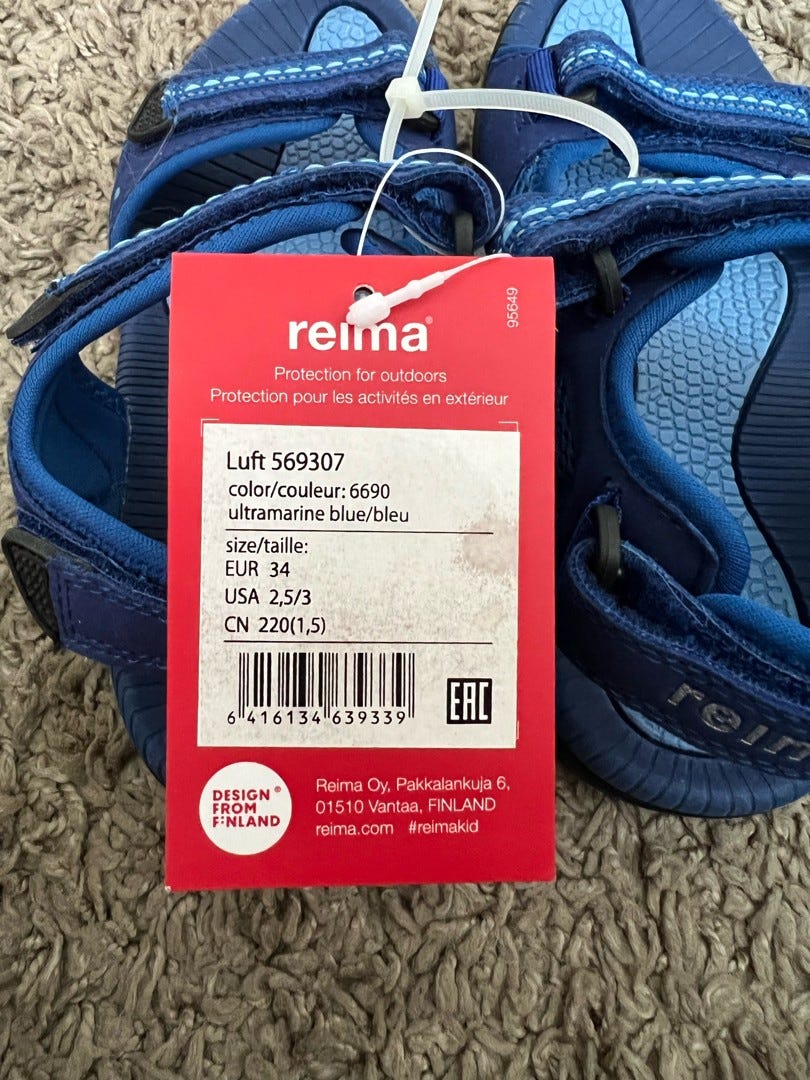 reima®
95649
Protection for outdoors
Protection pour les activités en extérieur
Luft 569307
color/couleur: 6690
ultramarine blue/bleu
size/taille:
EUR 34
USA 2,5/3
CN 220(1,5)
6 416134 639339
EAC
DESIGN ®
FROM
FINLAND
Reima Oy, Pakkalankuja 6,
01510 Vantaa, FINLAND
reima.com #reimakid
reim